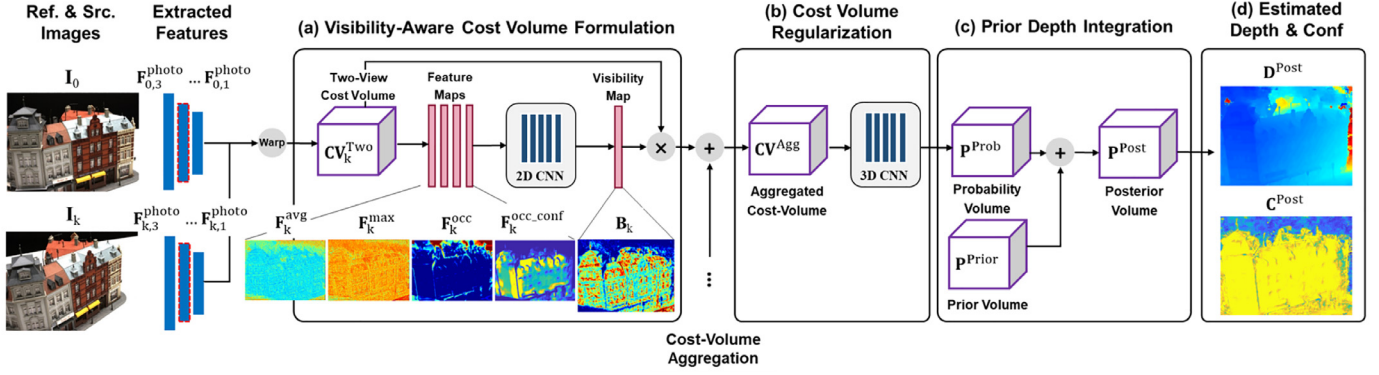 Ref. & Src.
Images
Extracted
Features
(a) Visibility-Aware Cost Volume Formulation
(b) Cost Volume
Regularization
(c) Prior Depth Integration
(d) Estimated
Depth & Conf
I0
F0,3photo ... F0,1photo
Ik
Fk,3photo ... Fk,1photo
Warp
Two-View
Cost Volume
CVkTwo
Feature
Maps
2D CNN
Visibility
Map
×
Fkavg
Fkmax
Fkocc
Fkocc_conf
Bk
+
...
Cost-Volume
Aggregation
CVAgg
Aggregated
Cost-Volume
3D CNN
PProb
Probability
Volume
+
PPrior
Prior Volume
PPost
Posterior
Volume
DPost
CPost